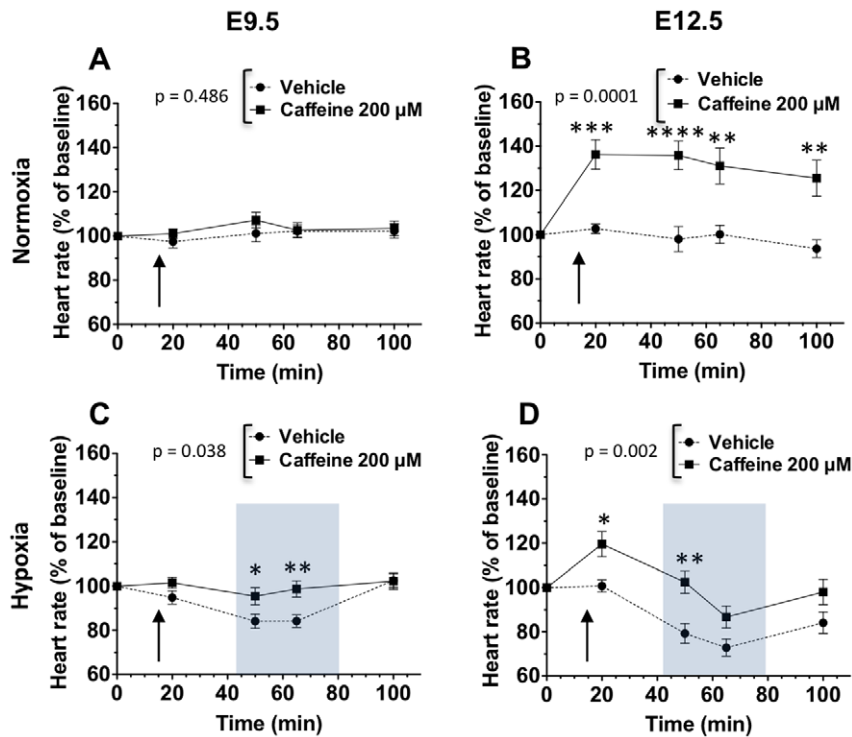 E9.5
E12.5
A
p = 0.486
Vehicle
Caffeine 200 µM
Normoxia
Heart rate (% of baseline)
160
140
120
100
80
60
0 20 40 60 80 100
Time (min)
B
p = 0.0001
Vehicle
Caffeine 200 µM
*** **** ** **
Heart rate (% of baseline)
160
140
120
100
80
60
0 20 40 60 80 100
Time (min)
C
p = 0.038
Vehicle
Caffeine 200 µM
* **
Hypoxia
Heart rate (% of baseline)
160
140
120
100
80
60
0 20 40 60 80 100
Time (min)
D
p = 0.002
Vehicle
Caffeine 200 µM
* **
Heart rate (% of baseline)
160
140
120
100
80
60
0 20 40 60 80 100
Time (min)